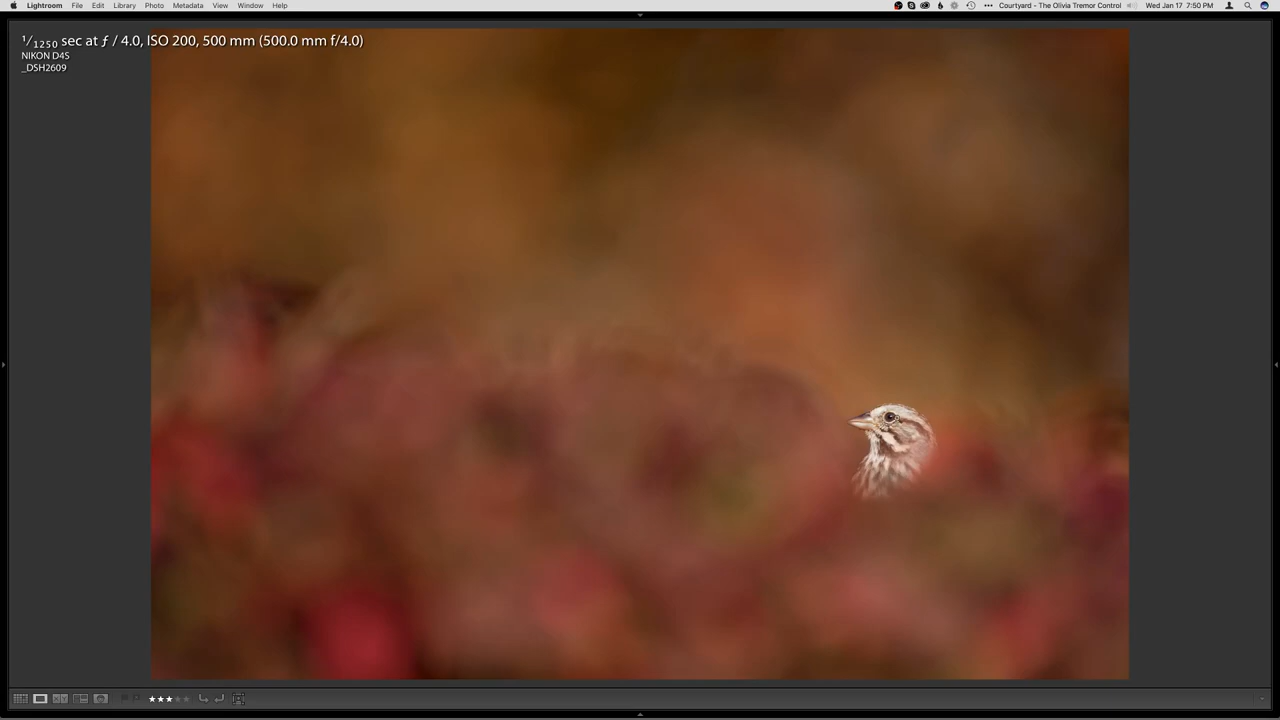 Lightroom File Edit Library Photo Metadata View Window Help
Courtyard - The Olivia Tremor Control Wed Jan 17 7:50 PM
1/1250 sec at ƒ / 4.0, ISO 200, 500 mm (500.0 mm f/4.0)
NIKON D4S
_DSH2609